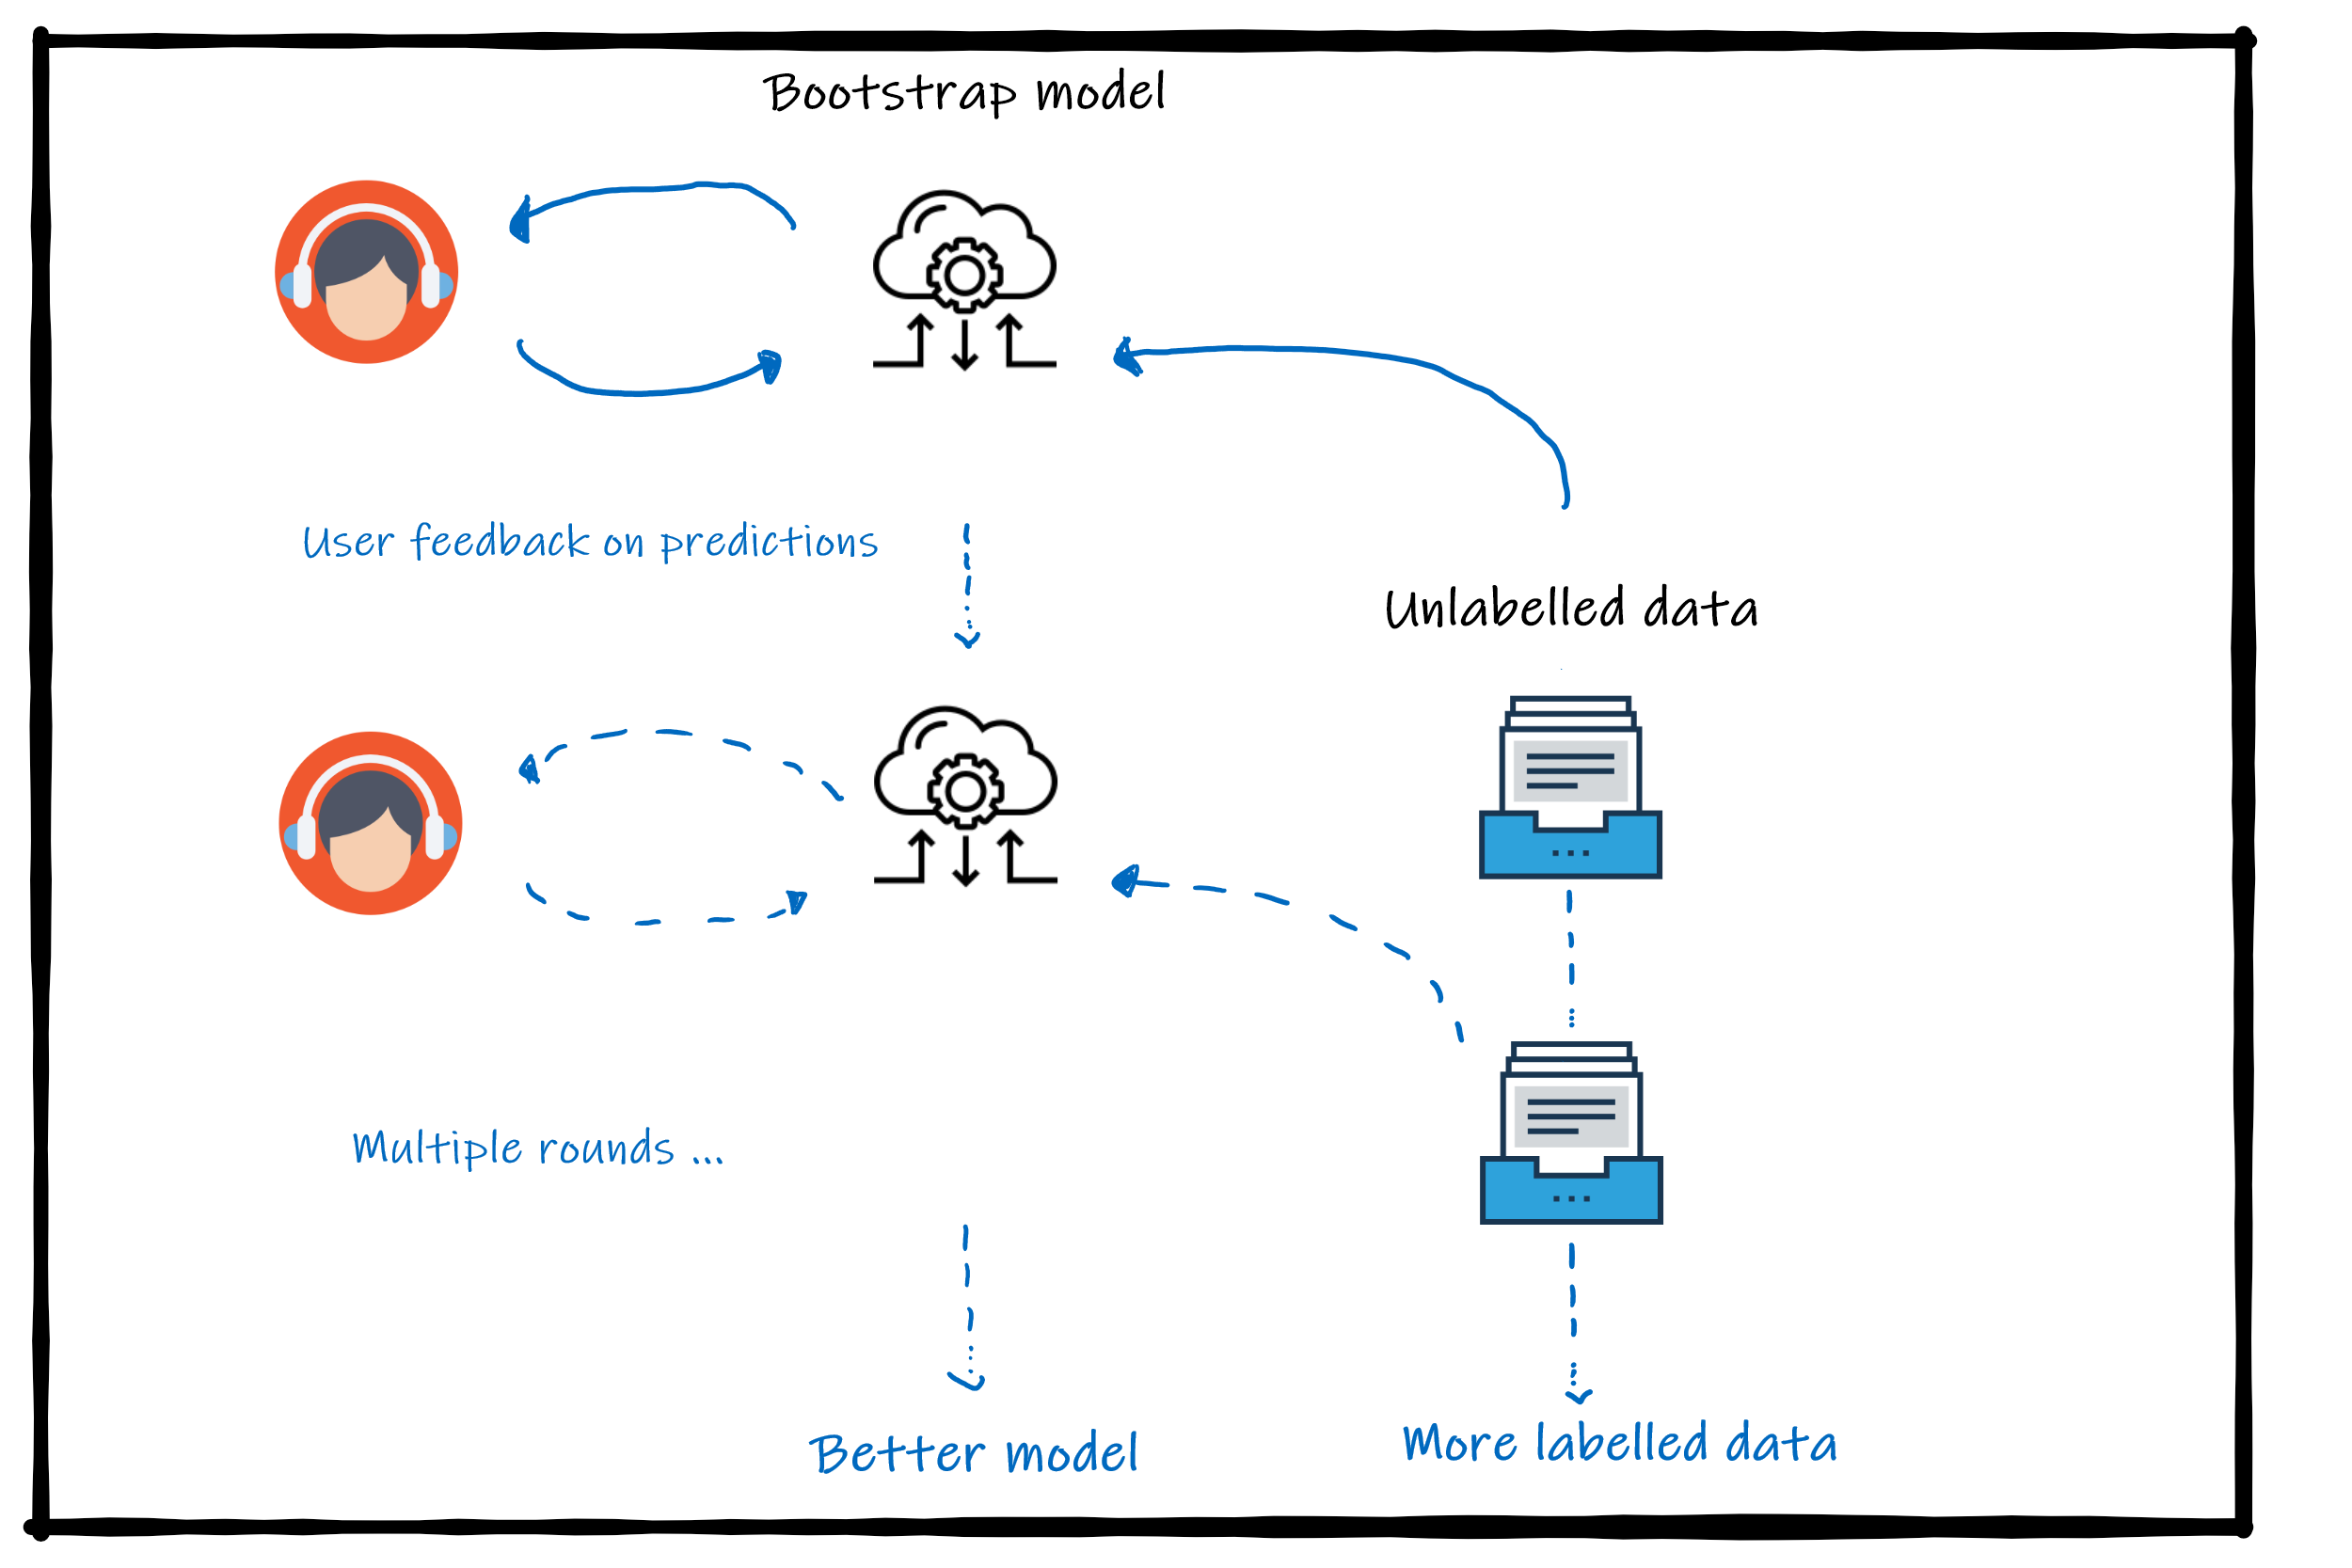 Bootstrap model
User feedback on predictions
Unlabelled data
Multiple rounds ...
Better model
More labelled data